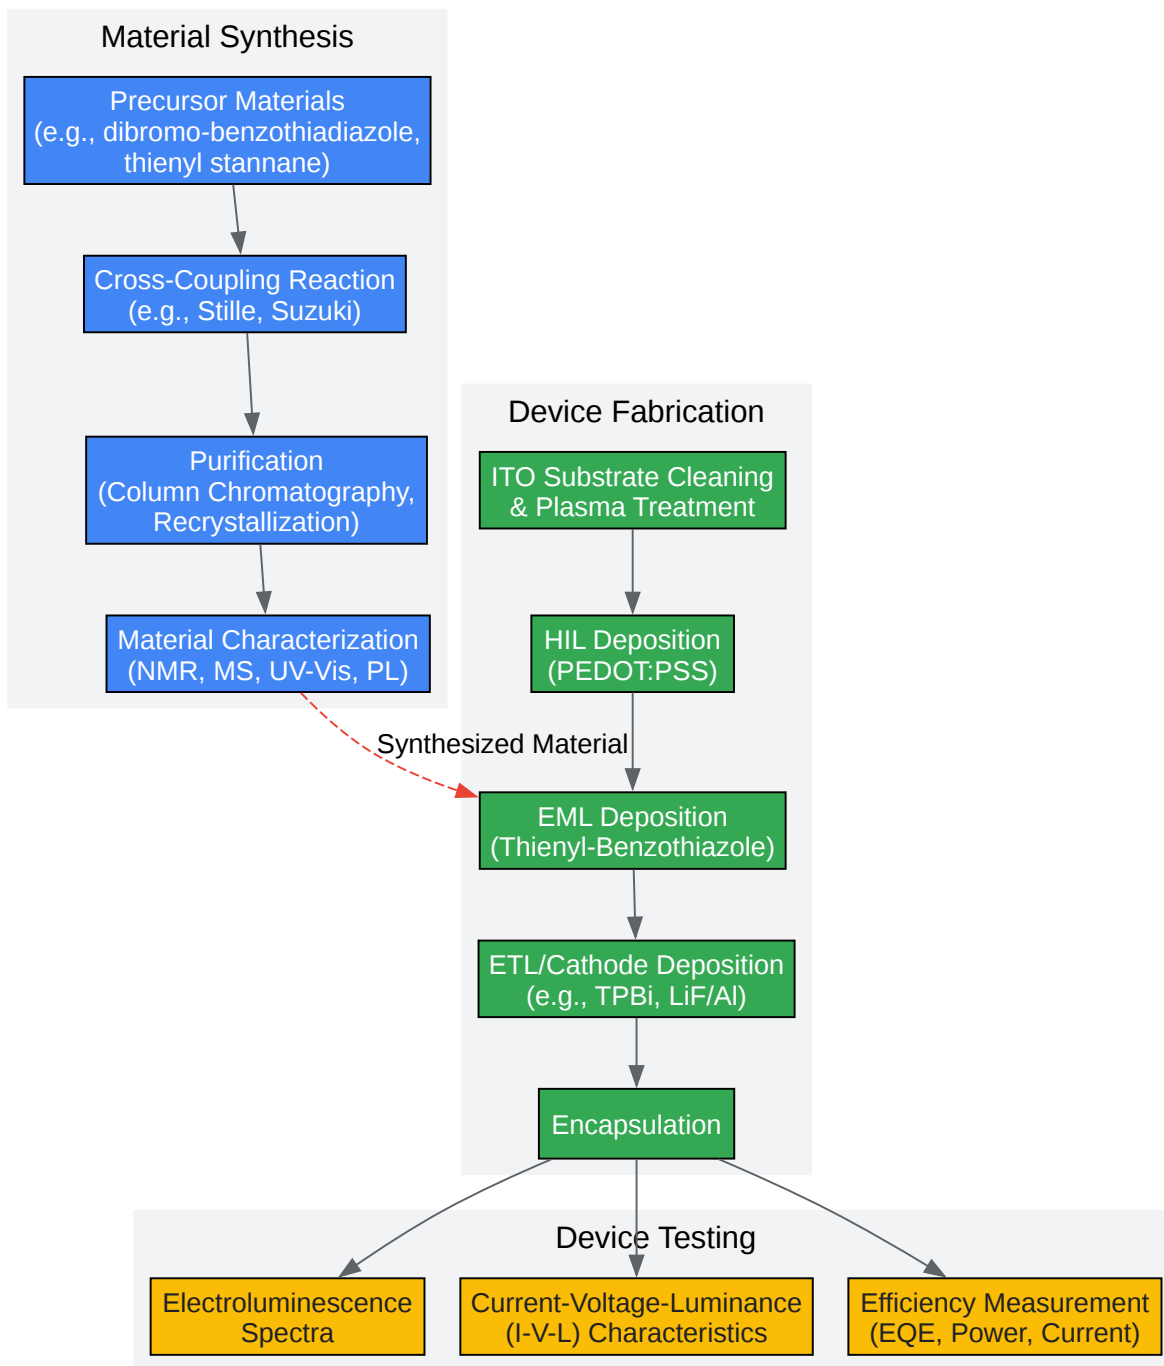 Material Synthesis
Precursor Materials
(e.g., dibromo-benzothiadiazole,
thienyl stannane)
Cross-Coupling Reaction
(e.g., Stille, Suzuki)
Purification
(Column Chromatography,
Recrystallization)
Material Characterization
(NMR, MS, UV-Vis, PL)
Synthesized Material
Device Fabrication
ITO Substrate Cleaning
& Plasma Treatment
HIL Deposition
(PEDOT:PSS)
EML Deposition
(Thienyl-Benzothiazole)
ETL/Cathode Deposition
(e.g., TPBi, LiF/Al)
Encapsulation
Device Testing
Electroluminescence
Spectra
Current-Voltage-Luminance
(I-V-L) Characteristics
Efficiency Measurement
(EQE, Power, Current)